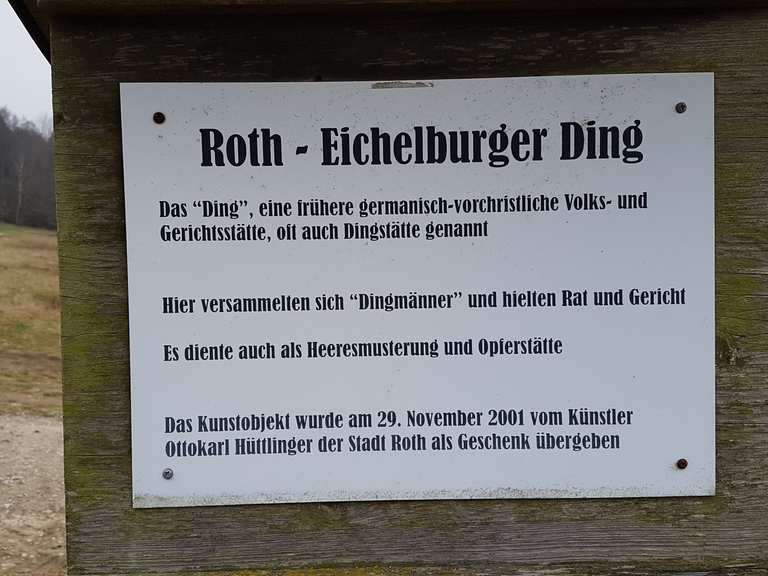 Roth - Eichelburger Ding
Das “Ding”, eine frühere germanisch-vorchristliche Volks- und
Gerichtsstätte, oft auch Dingstätte genannt
Hier versammelten sich “Dingmänner” und hielten Rat und Gericht
Es diente auch als Heeresmusterung und Opferstätte
Das Kunstobjekt wurde am 29. November 2001 vom Künstler
Ottokarl Hüttlinger der Stadt Roth als Geschenk übergeben